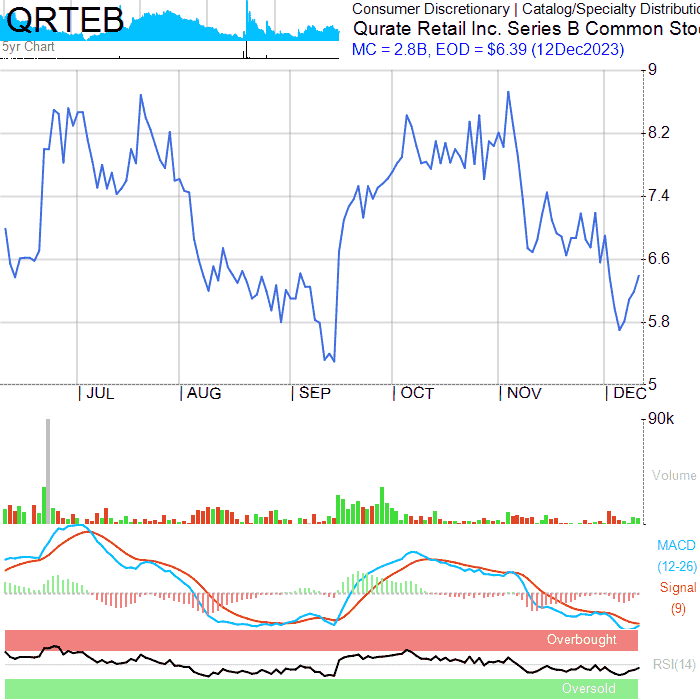 QRTEB
5yr Chart
Consumer Discretionary | Catalog/Specialty Distributio
Qurate Retail Inc. Series B Common Sto
MC = 2.8B, EOD = $6.39 (12Dec2023)
9
8.2
7.4
6.6
5.8
5
| JUL | AUG | SEP | OCT | NOV | DEC
90k
Volume
MACD
(12-26)
Signal
(9)
Overbought
RSI(14)
Oversold